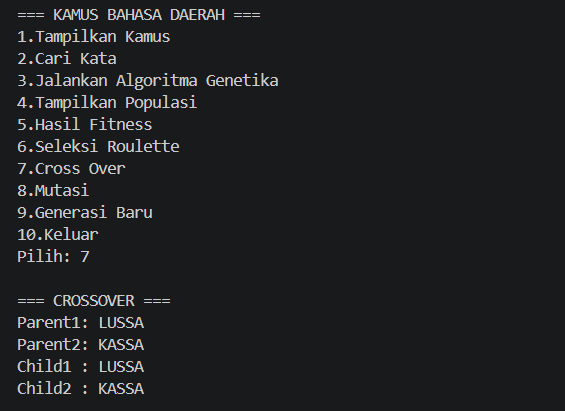 === KAMUS BAHASA DAERAH ===
1.Tampilkan Kamus
2.Cari Kata
3.Jalankan Algoritma Genetika
4.Tampilkan Populasi
5.Hasil Fitness
6.Seleksi Roulette
7.Cross Over
8.Mutasi
9.Generasi Baru
10.Keluar
Pilih: 7
=== CROSSOVER ===
Parent1: LUSSA
Parent2: KASSA
Child1 : LUSSA
Child2 : KASSA